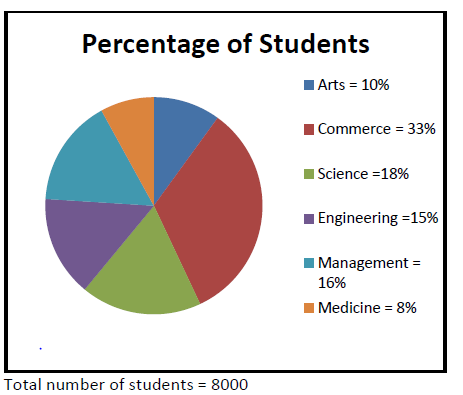 Percentage of Students
Arts = 10%
Commerce = 33%
Science =18%
Engineering =15%
Management =
16%
Medicine = 8%
Total number of students = 8000